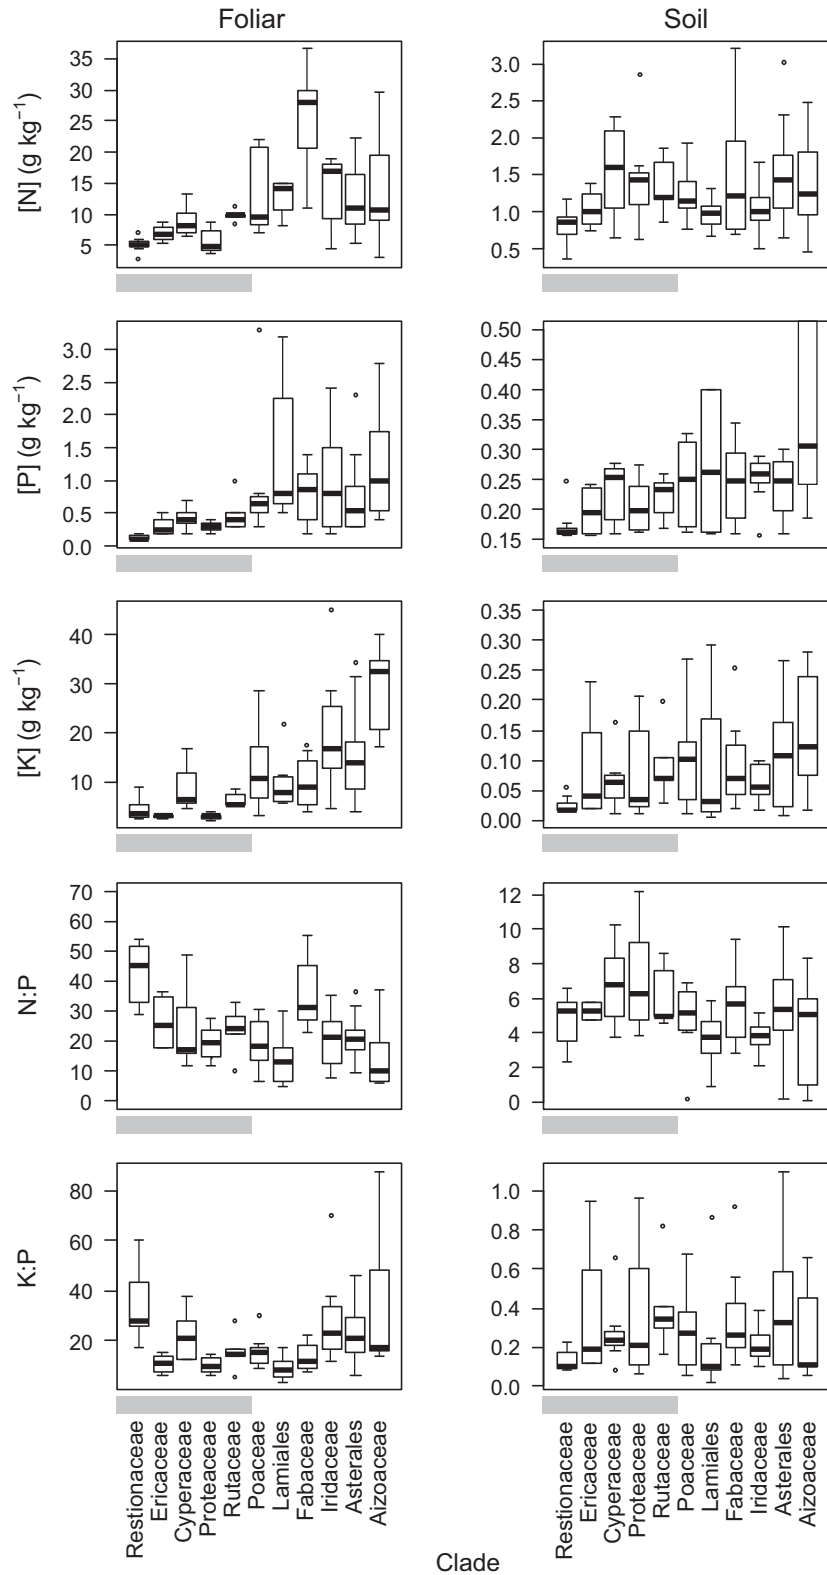 Foliar
Soil
[N] (g kg⁻¹)
35
30
25
20
15
10
5
3.0
2.5
2.0
1.5
1.0
0.5
[P] (g kg⁻¹)
3.0
2.5
2.0
1.5
1.0
0.5
0.0
0.50
0.45
0.40
0.35
0.30
0.25
0.20
0.15
[K] (g kg⁻¹)
40
30
20
10
0.35
0.30
0.25
0.20
0.15
0.10
0.05
0.00
N:P
70
60
50
40
30
20
10
0
12
10
8
6
4
2
0
K:P
80
60
40
20
1.0
0.8
0.6
0.4
0.2
0.0
Restionaceae
Ericaceae
Cyperaceae
Proteaceae
Rutaceae
Poaceae
Lamiales
Fabaceae
Iridaceae
Asterales
Aizoaceae
Restionaceae
Ericaceae
Cyperaceae
Proteaceae
Rutaceae
Poaceae
Lamiales
Fabaceae
Iridaceae
Asterales
Aizoaceae
Clade